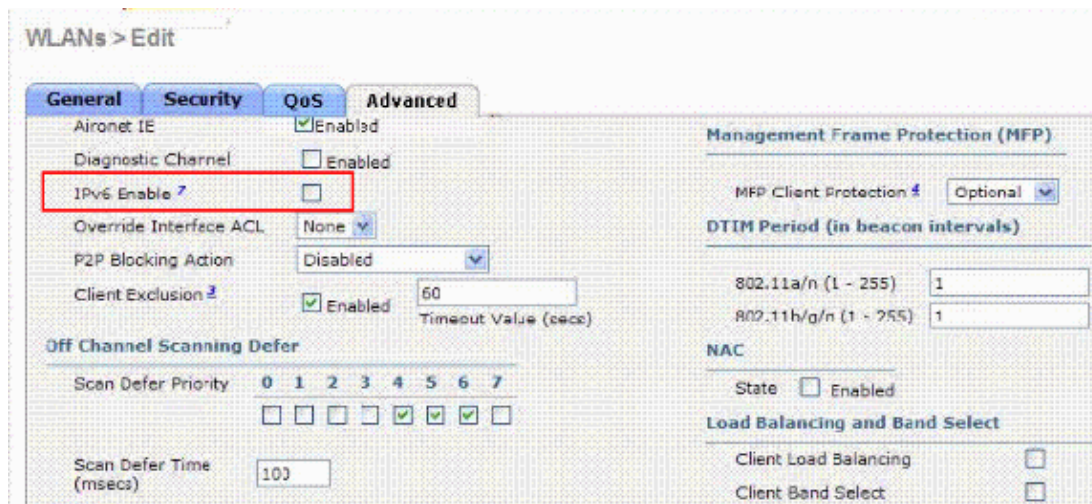 WLANs > Edit
General Security QoS Advanced
Aironet IE Enabled
Diagnostic Channel Enabled
IPv6 Enable 7
Override Interface ACL None
P2P Blocking Action Disabled
Client Exclusion 3 Enabled 60
Timeout Value (secs)
Off Channel Scanning Defer
Scan Defer Priority 0 1 2 3 4 5 6 7
Scan Defer Time
(msecs) 100
Management Frame Protection (MFP)
MFP Client Protection 4 Optional
DTIM Period (in beacon intervals)
802.11a/n (1 - 255) 1
802.11b/g/n (1 - 255) 1
NAC
State Enabled
Load Balancing and Band Select
Client Load Balancing
Client Band Select